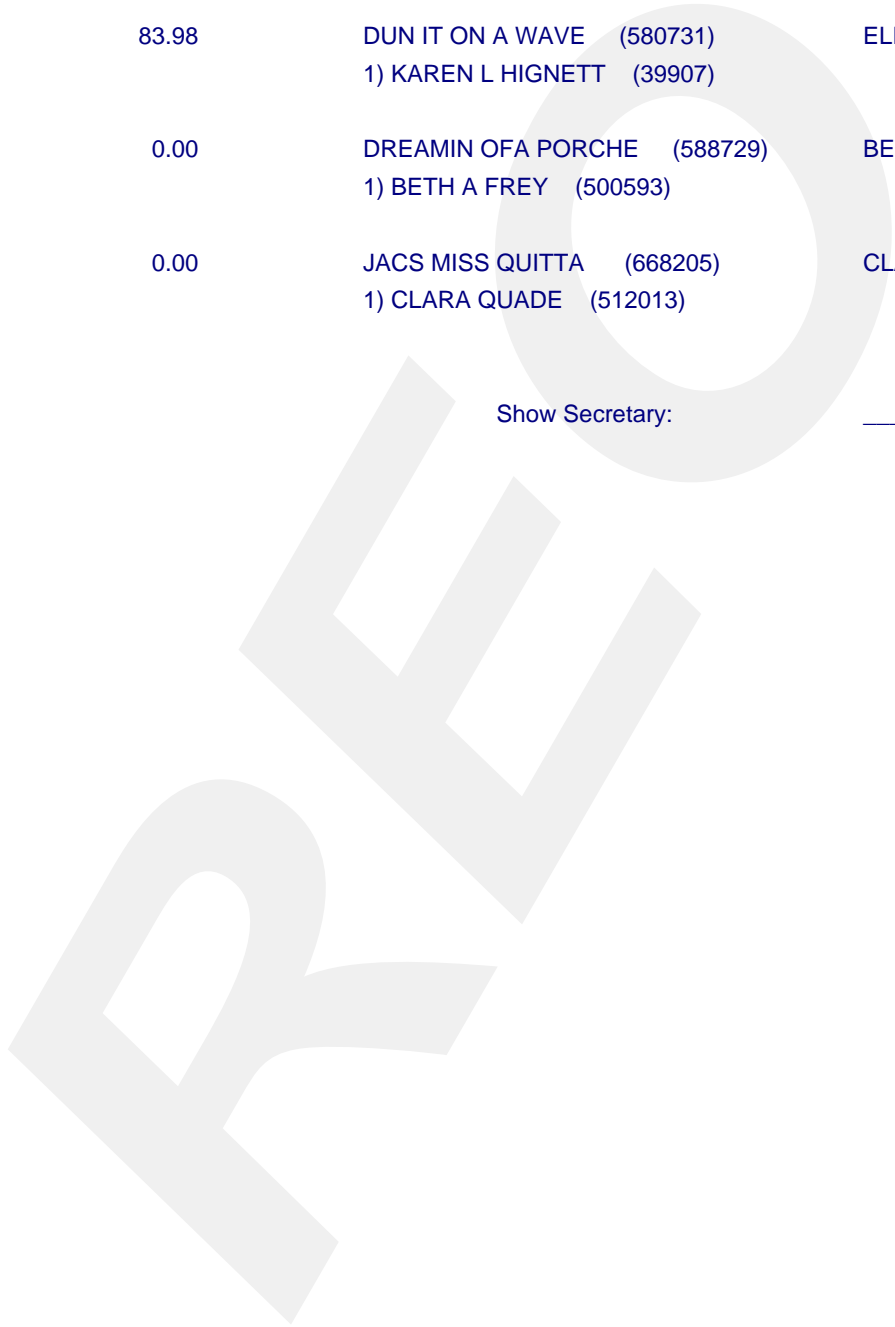 83.98 DUN IT ON A WAVE (580731)
1) KAREN L HIGNETT (39907)
0.00 DREAMIN OFA PORCHE (588729) BE
1) BETH A FREY (500593)
0.00 JACS MISS QUITTA (668205)
1) CLARA QUADE (512013)
Show Secretary:
REO